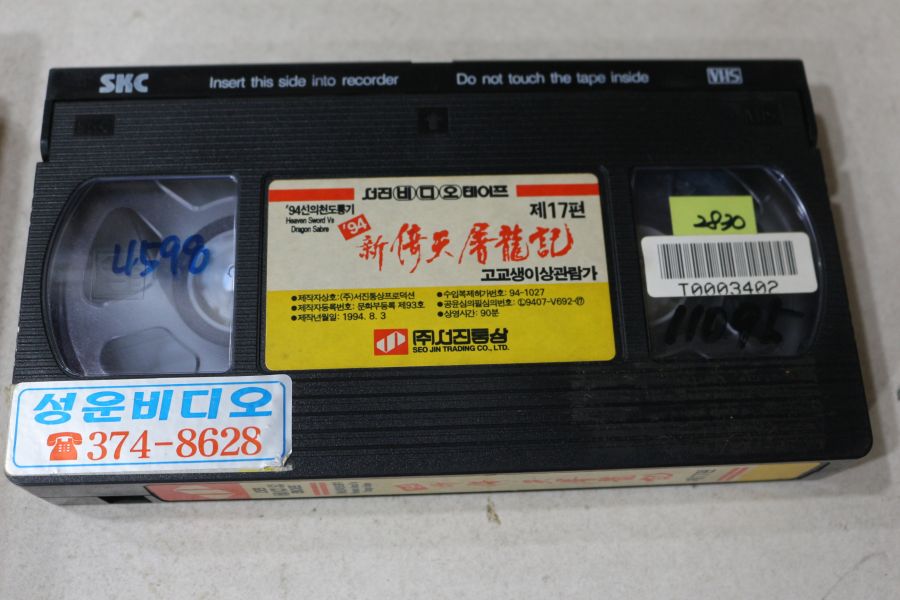 SKC Insert this side into recorder Do not touch the tape inside VHS
서진비디오테이프
'94신의천도룡기
Heaven Sword Vs
Dragon Sabre
제17편
'94
新倚天屠龍記
고교생이상관람가
●제작자상호: (주)서진통상프로덕션
●제작자등록번호: 문화부등록 제93호
●제작년월일: 1994. 8. 3
●수입복제허가번호: 94-1027
●공윤심의필심의번호: Ⓛ9407-V692-㉮
●상영시간: 90분
(주)서진통상
SEO JIN TRADING CO., LTD.
4598
2830
T0003402
11095
성운비디오
☎374-8628